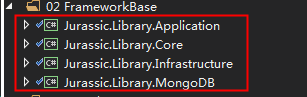 02 FrameworkBase
C# Jurassic.Library.Application
C# Jurassic.Library.Core
C# Jurassic.Library.Infrastructure
C# Jurassic.Library.MongoDB